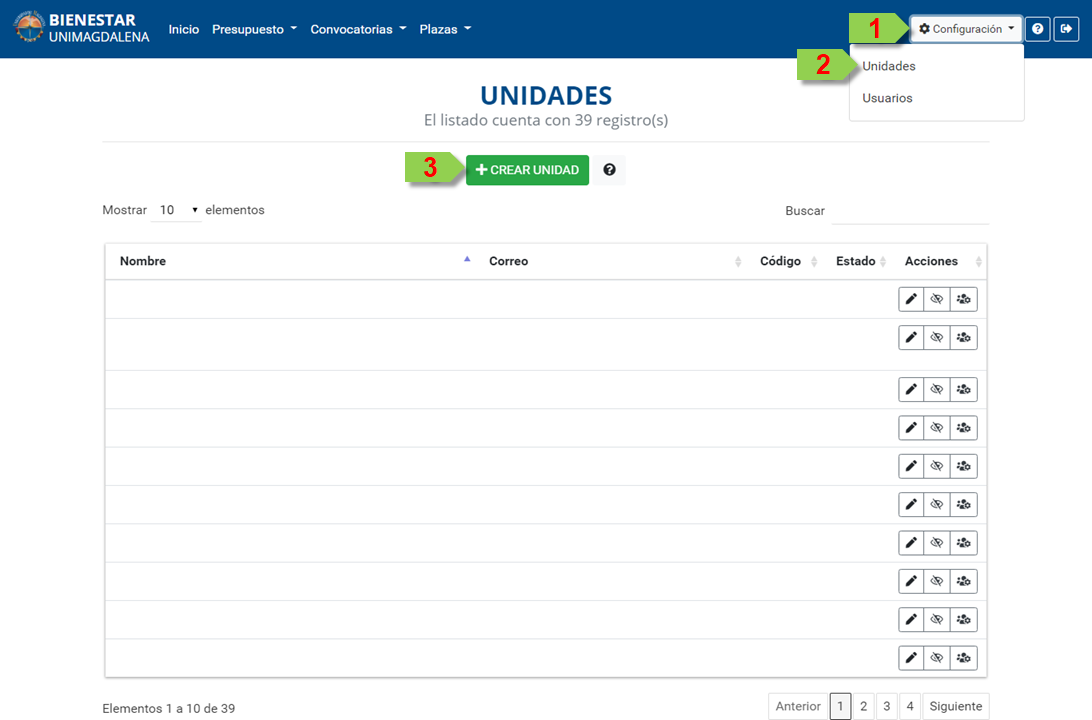 BIENESTAR
UNIMAGDALENA
Inicio Presupuesto Convocatorias Plazas
1 Configuración
2 Unidades
Usuarios
UNIDADES
El listado cuenta con 39 registro(s)
3 CREAR UNIDAD
Mostrar 10 elementos Buscar
Nombre Correo Código Estado Acciones
Elementos 1 a 10 de 39 Anterior 1 2 3 4 Siguiente